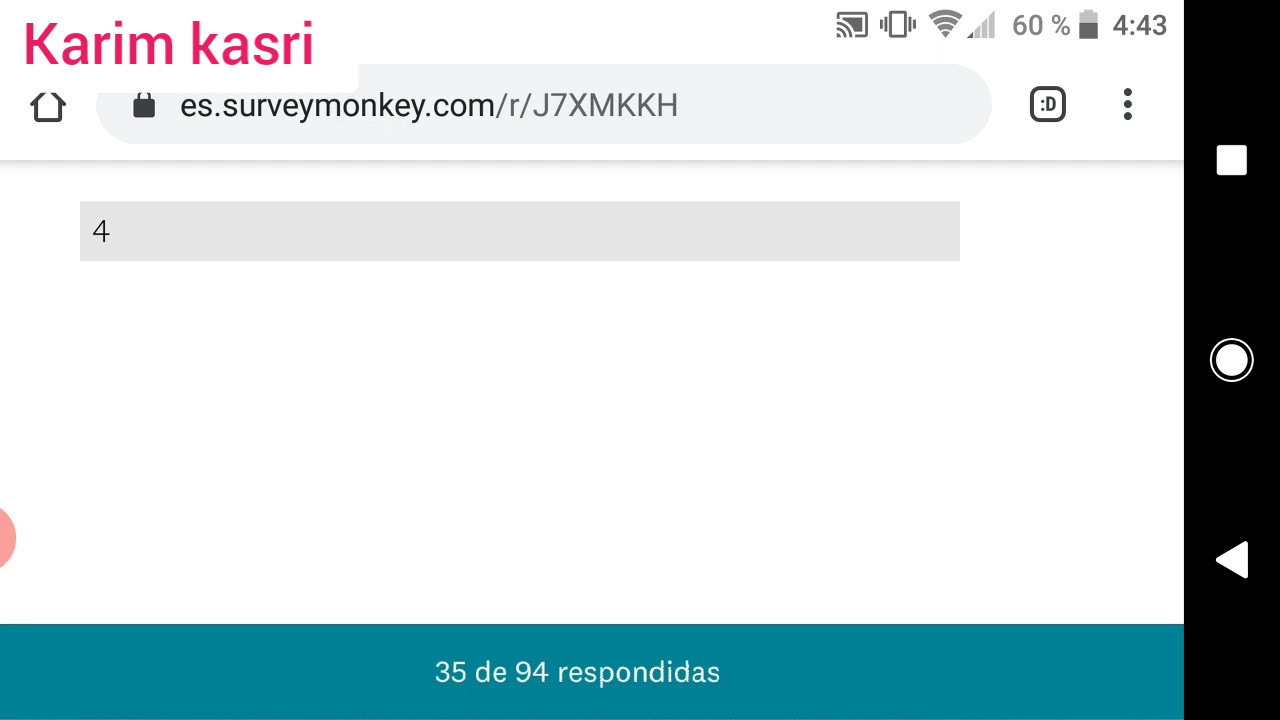 Karim kasri
60 % 4:43
es.surveymonkey.com/r/J7XMKKH
:D
4
35 de 94 respondidas